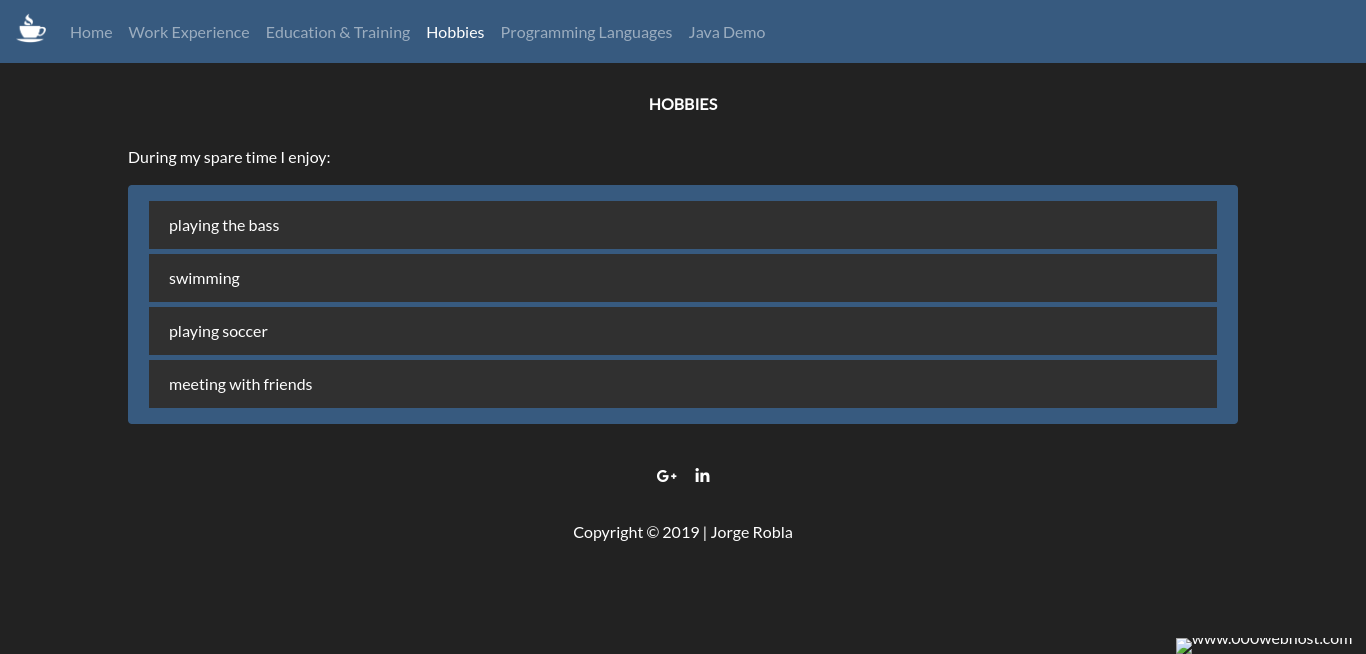 Home Work Experience Education & Training Hobbies Programming Languages Java Demo
HOBBIES
During my spare time I enjoy:
playing the bass
swimming
playing soccer
meeting with friends
G+ in
Copyright © 2019 | Jorge Robla
www.000webhost.com